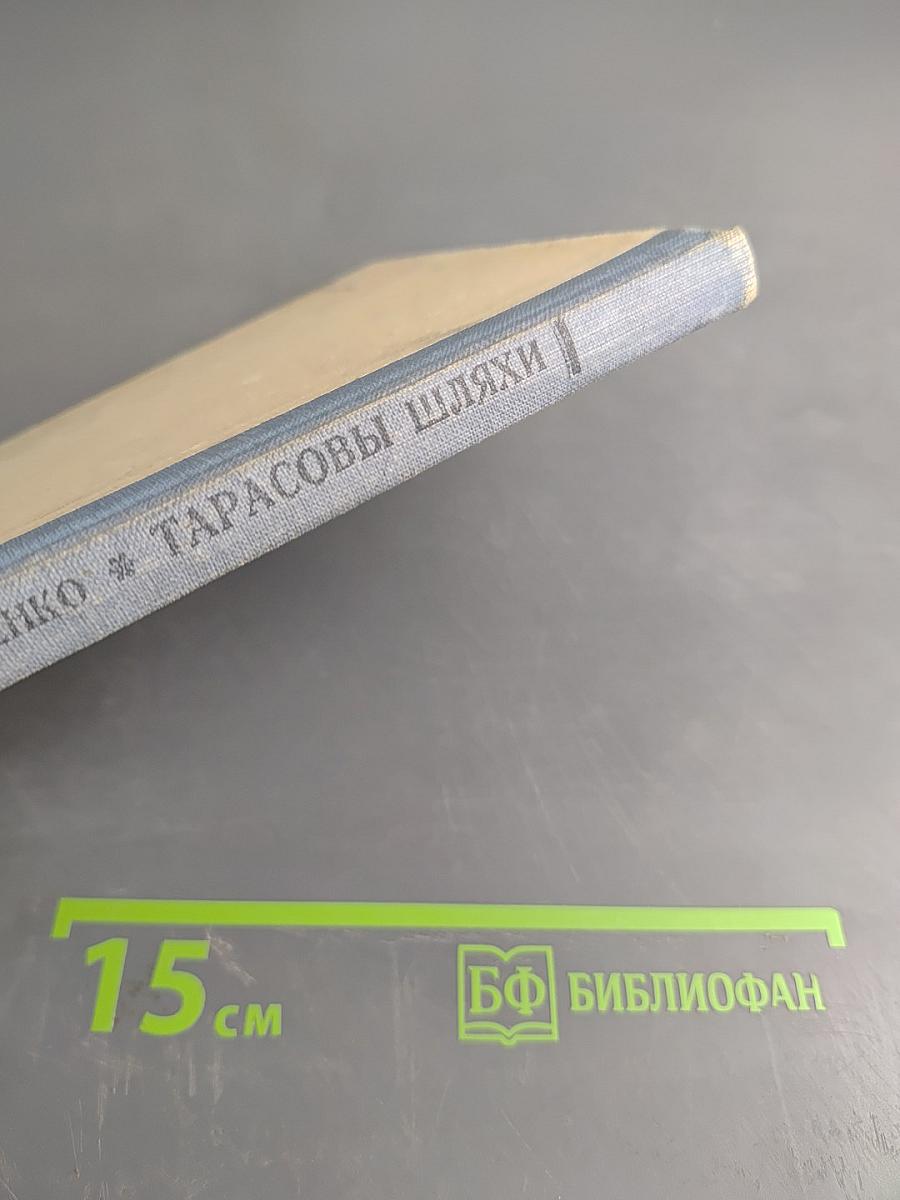 ЕНКО * ТАРАСОВЫ ШЛЯХИ
15 см
БФ БИБЛИОФАН